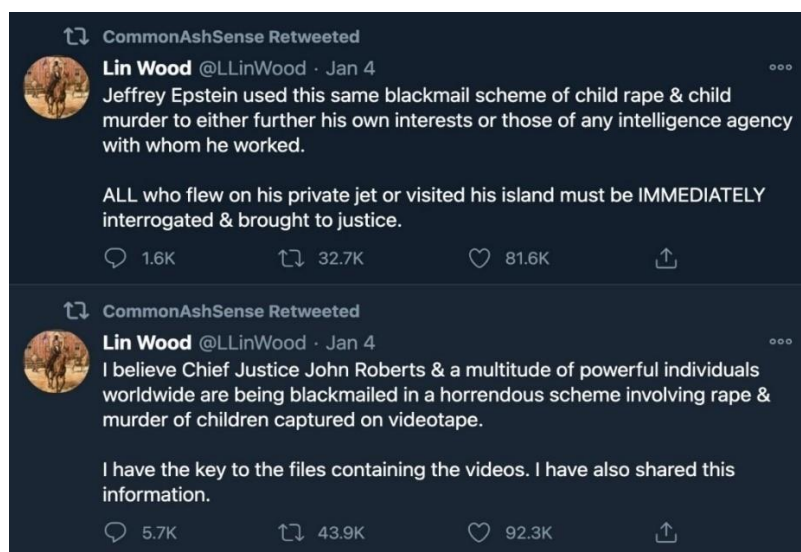 CommonAshSense Retweeted
Lin Wood @LLinWood · Jan 4
Jeffrey Epstein used this same blackmail scheme of child rape & child
murder to either further his own interests or those of any intelligence agency
with whom he worked.
ALL who flew on his private jet or visited his island must be IMMEDIATELY
interrogated & brought to justice.
1.6K 32.7K 81.6K
CommonAshSense Retweeted
Lin Wood @LLinWood · Jan 4
I believe Chief Justice John Roberts & a multitude of powerful individuals
worldwide are being blackmailed in a horrendous scheme involving rape &
murder of children captured on videotape.
I have the key to the files containing the videos. I have also shared this
information.
5.7K 43.9K 92.3K